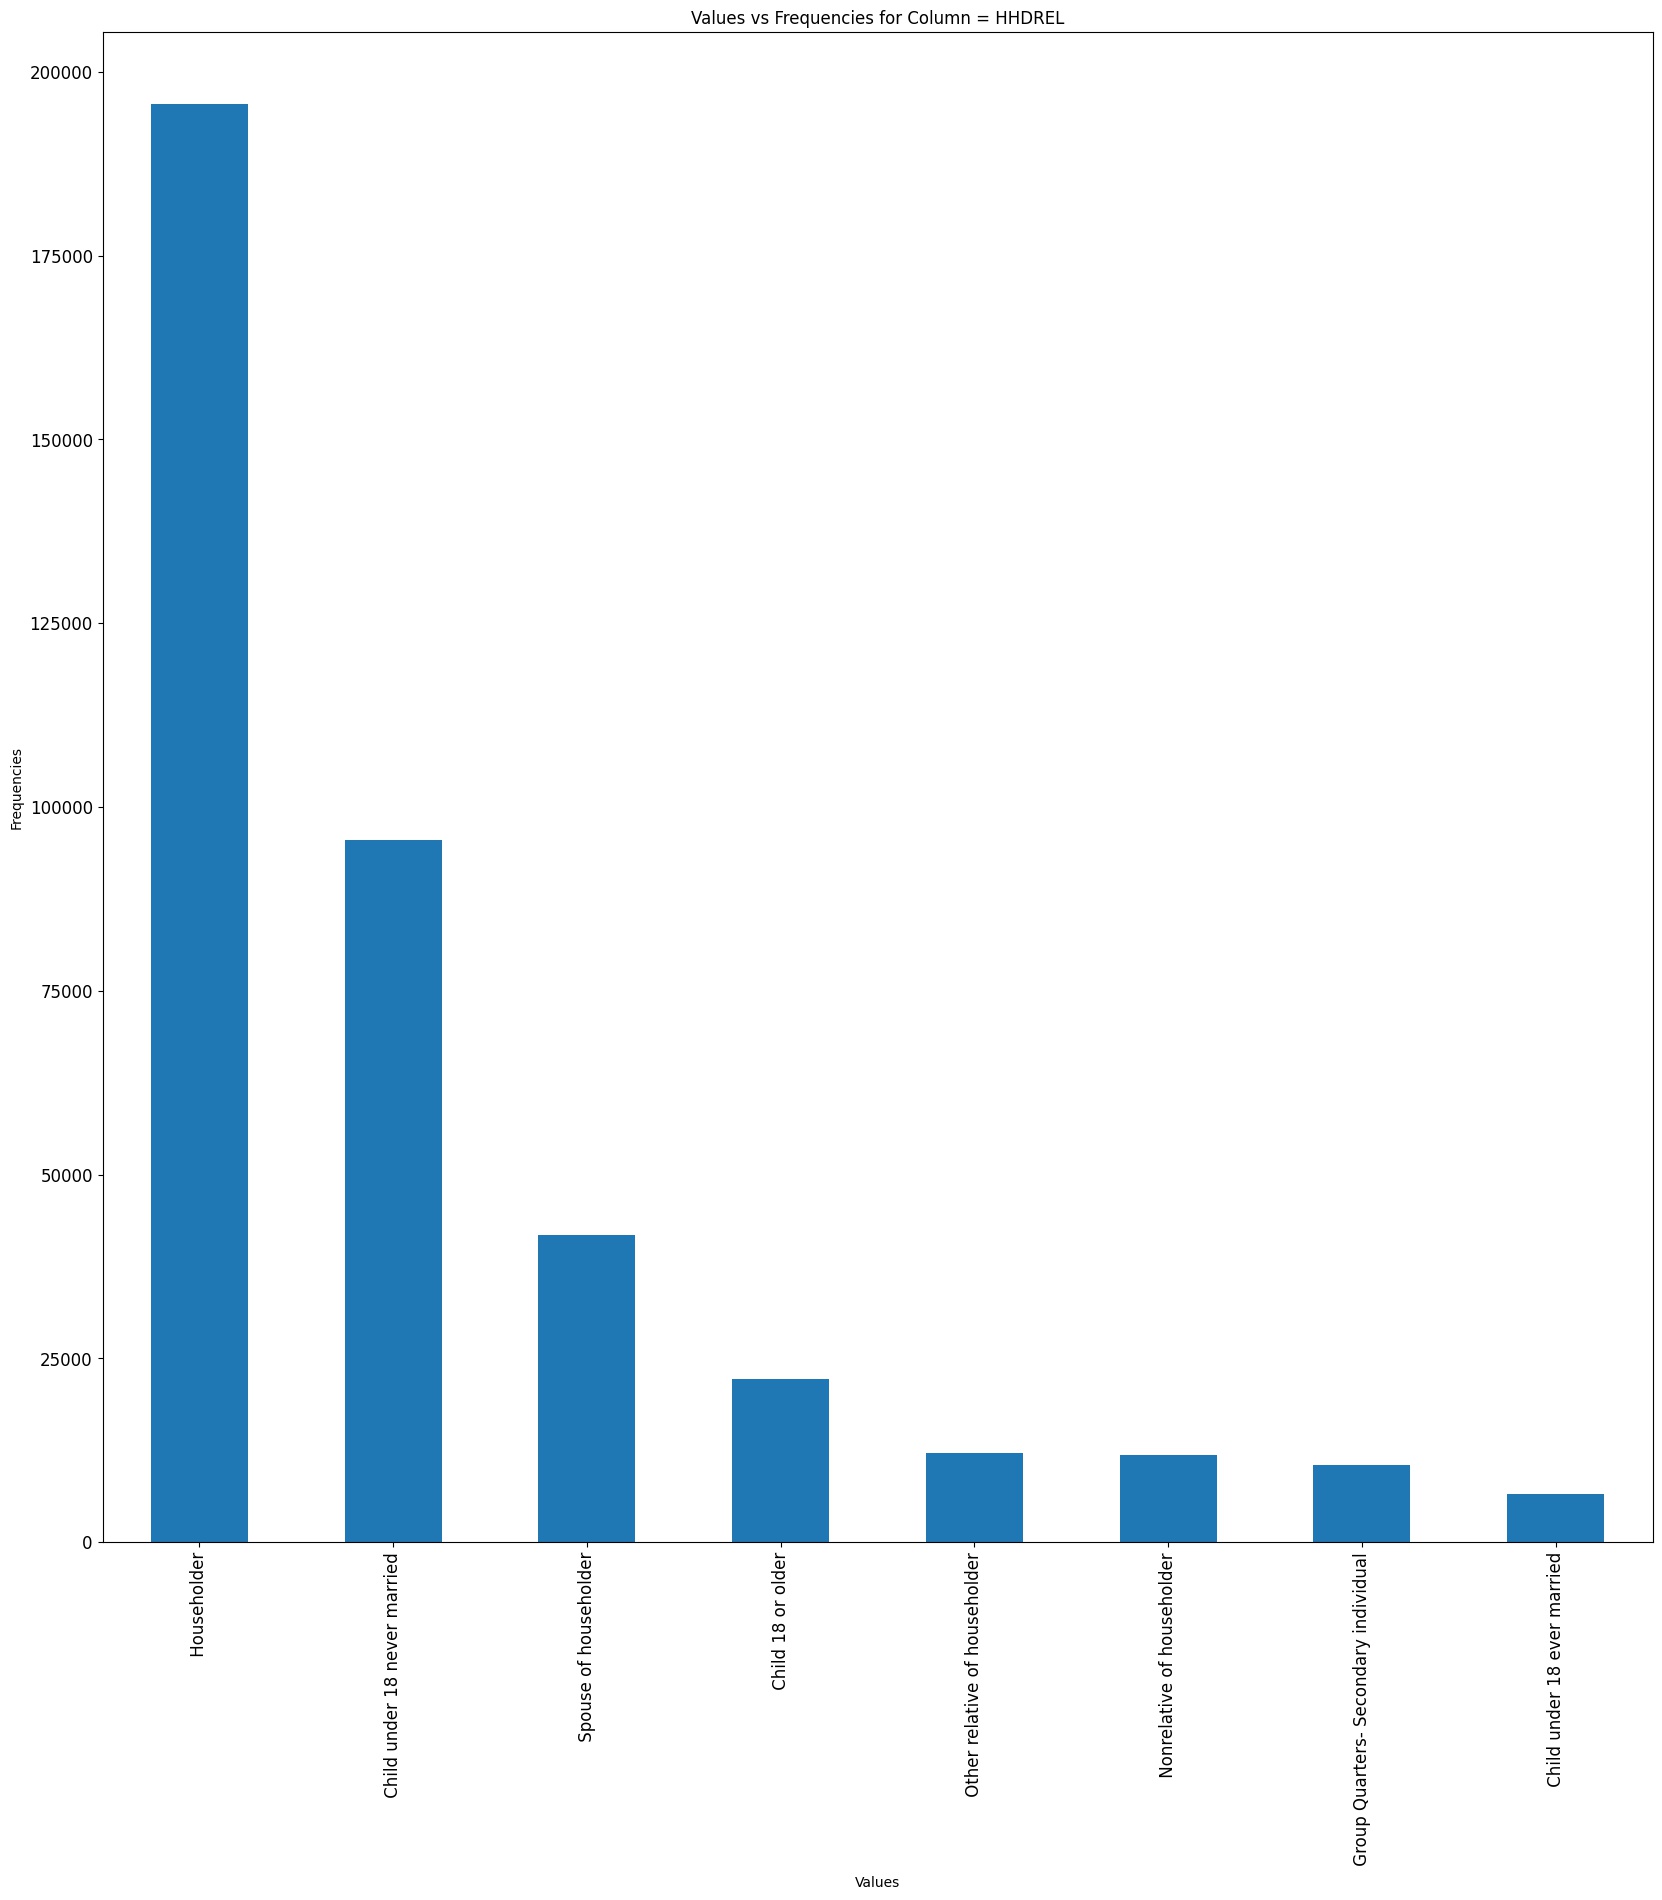 Values vs Frequencies for Column = HHDREL
200000
175000
150000
125000
100000
75000
50000
25000
0
Frequencies
Householder
Child under 18 never married
Spouse of householder
Child 18 or older
Other relative of householder
Nonrelative of householder
Group Quarters- Secondary individual
Child under 18 ever married
Values